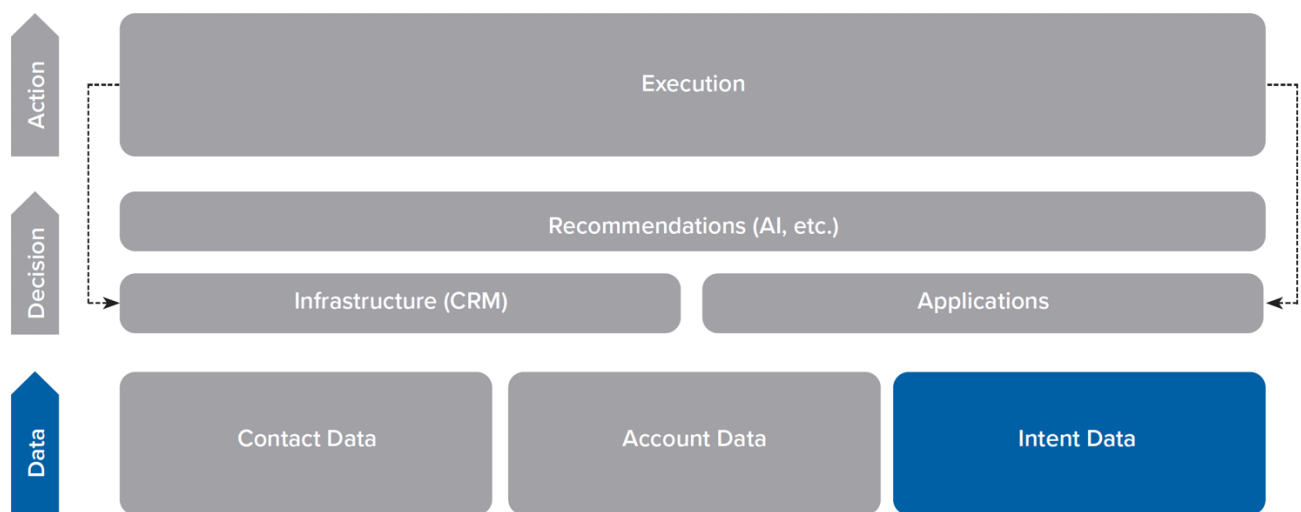 Action
Execution
Decision
Recommendations (AI, etc.)
Infrastructure (CRM)
Applications
Data
Contact Data
Account Data
Intent Data